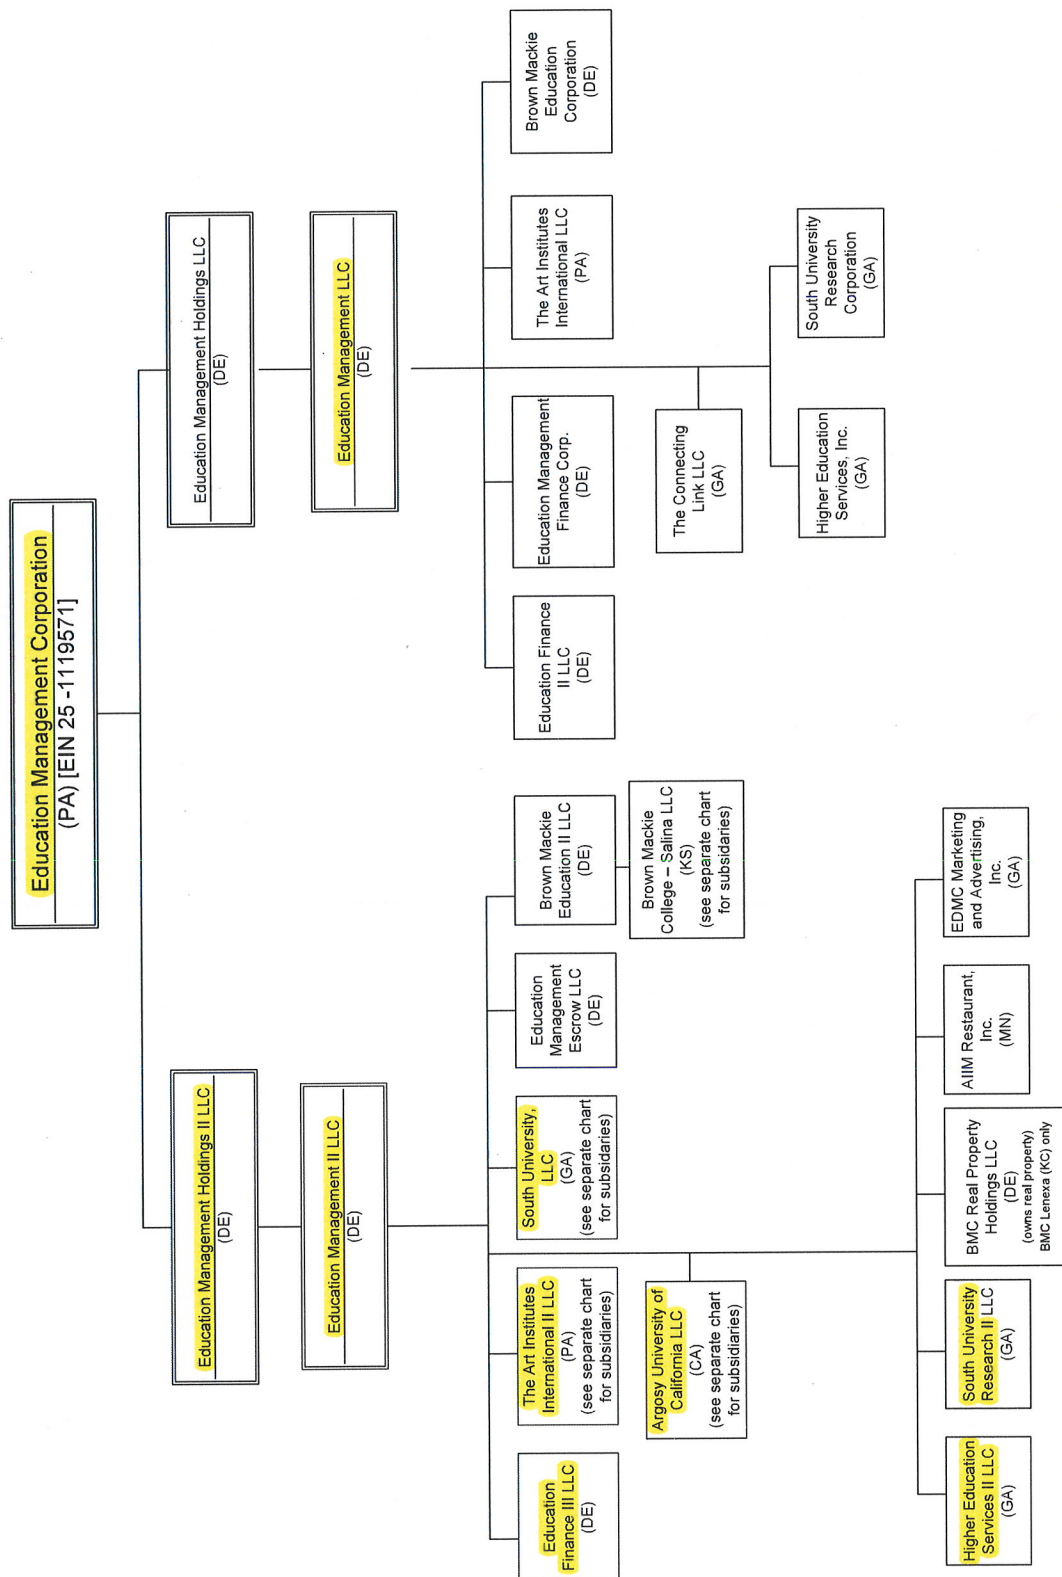 Education Management Corporation
(PA) [EIN 25 -1119571]
Education Management Holdings II LLC
(DE)
Education Management Holdings LLC
(DE)
Education Management II LLC
(DE)
Education Management LLC
(DE)
Education
Finance III LLC
(DE)
The Art Institutes
International II LLC
(PA)
(see separate chart
for subsidiaries)
South University,
LLC
(GA)
(see separate chart
for subsidaries)
Education
Management
Escrow LLC
(DE)
Brown Mackie
Education II LLC
(DE)
Education Finance
II LLC
(DE)
Education Management
Finance Corp.
(DE)
The Art Institutes
International LLC
(PA)
Brown Mackie
Education
Corporation
(DE)
Argosy University of
California LLC
(CA)
(see separate chart
for subsidiaries)
Brown Mackie
College – Salina LLC
(KS)
(see separate chart
for subsidaries)
The Connecting
Link LLC
(GA)
Higher Education
Services, Inc.
(GA)
South University
Research
Corporation
(GA)
Higher Education
Services II LLC
(GA)
South University
Research II LLC
(GA)
BMC Real Property
Holdings LLC
(DE)
(owns real property)
BMC Lenexa (KC) only
AIIM Restaurant,
Inc.
(MN)
EDMC Marketing
and Advertising,
Inc.
(GA)